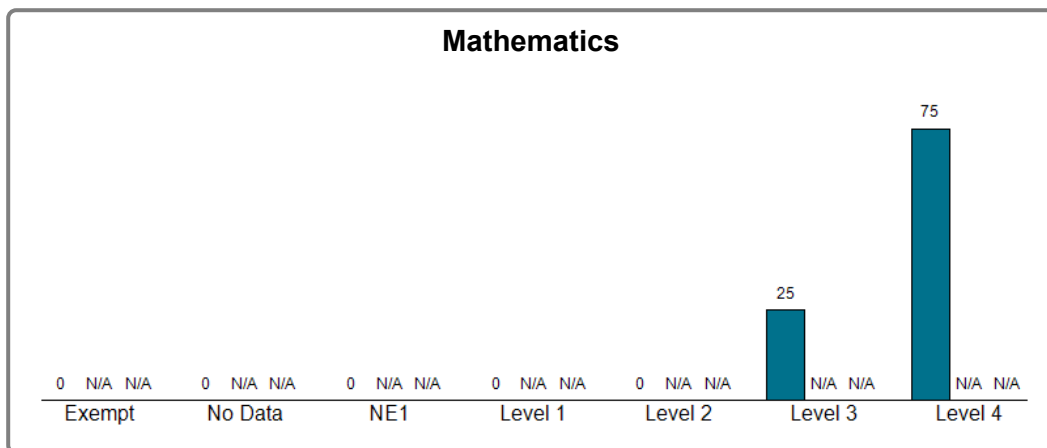 Mathematics
75
25
N/A N/A
0 N/A N/A 0 N/A N/A 0 N/A N/A 0 N/A N/A 0 N/A N/A N/A N/A
Exempt No Data NE1 Level 1 Level 2 Level 3 Level 4